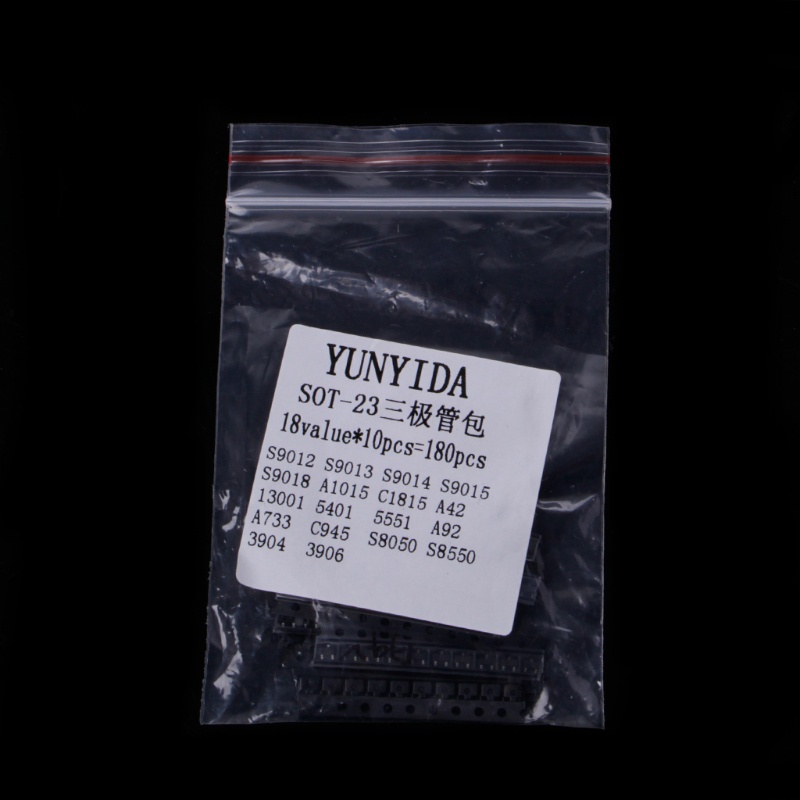 YUNYIDA
SOT-23三极管包
18value*10pcs=180pcs
S9012 S9013 S9014 S9015
S9018 A1015 C1815 A42
13001 5401 5551 A92
A733 C945 S8050 S8550
3904 3906